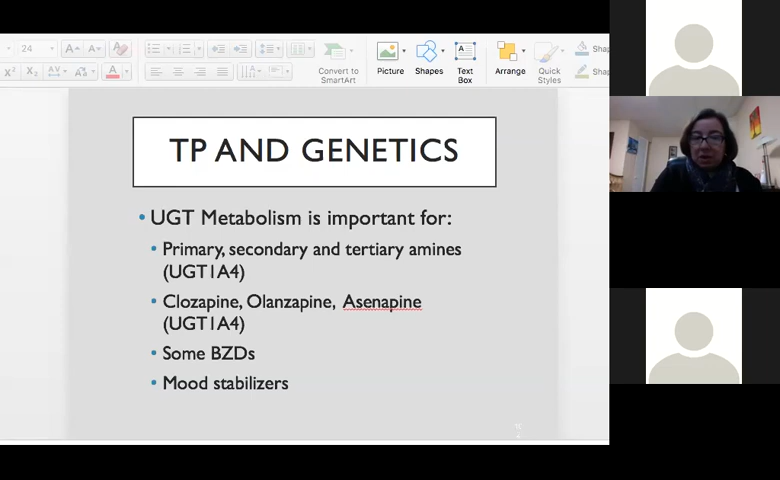 24
Convert to
SmartArt
Picture
Shapes
Text
Box
Arrange
Quick
Styles
TP AND GENETICS
• UGT Metabolism is important for:
• Primary, secondary and tertiary amines
(UGT1A4)
• Clozapine, Olanzapine, Asenapine
(UGT1A4)
• Some BZDs
• Mood stabilizers